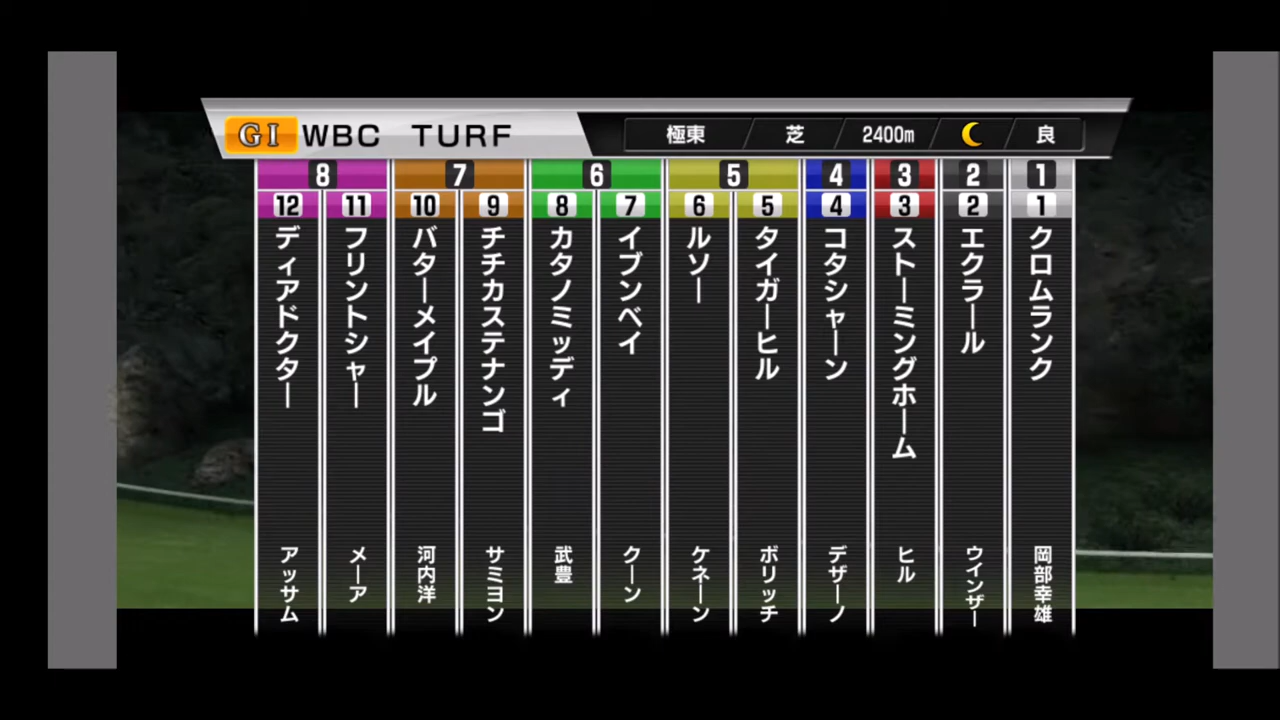 GI WBC TURF 極東 芝 2400m 良
8 7 6 5 4 3 2 1
12 11 10 9 8 7 6 5 4 3 2 1
クロムランク
岡部幸雄
エクラール
ウインザー
ストーミングホーム
ヒル
コタシャーン
デザーノ
タイガーヒル
ボリッチ
ルソー
ケネーン
イブンベイ
クーン
カタノミッディ
武豊
チチカステナンゴ
サミヨン
バターメイプル
河内洋
フリントシャー
メーア
ディアドクター
アッサム